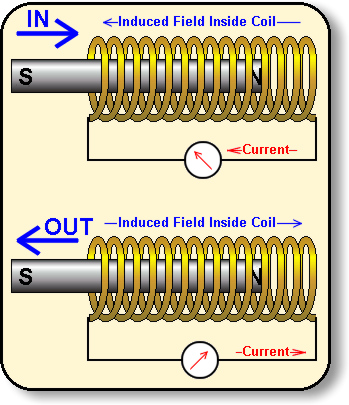 IN
Induced Field Inside Coil
S N
Current
OUT
Induced Field Inside Coil
S N
Current